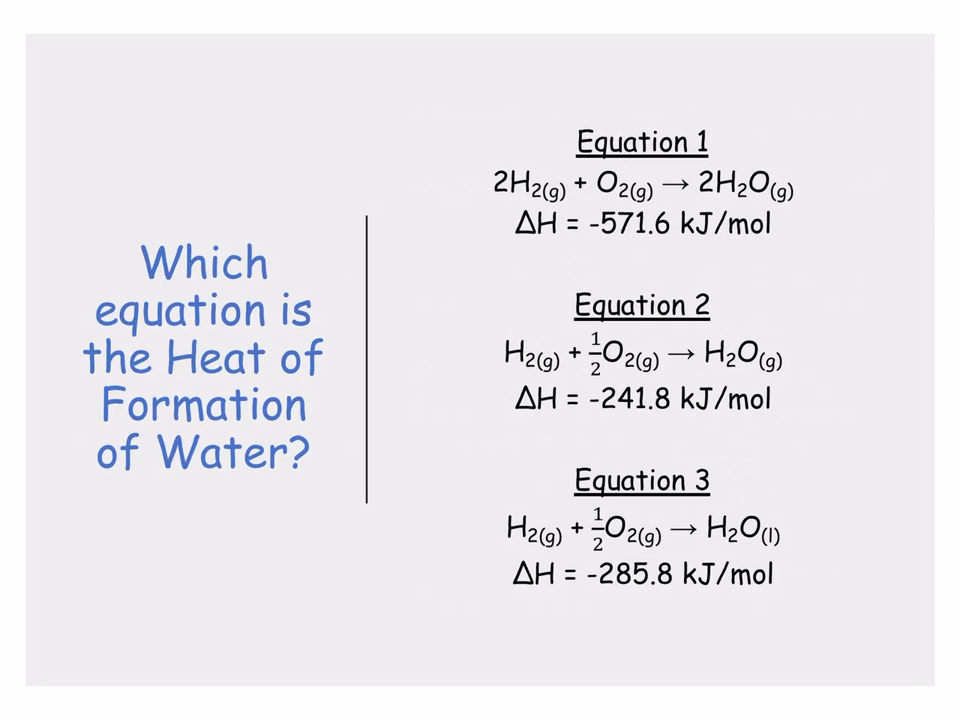 Which
equation is
the Heat of
Formation
of Water?
Equation 1
2H₂(g) + O₂(g) → 2H₂O(g)
ΔH = -571.6 kJ/mol
Equation 2
H₂(g) + ½O₂(g) → H₂O(g)
ΔH = -241.8 kJ/mol
Equation 3
H₂(g) + ½O₂(g) → H₂O(l)
ΔH = -285.8 kJ/mol